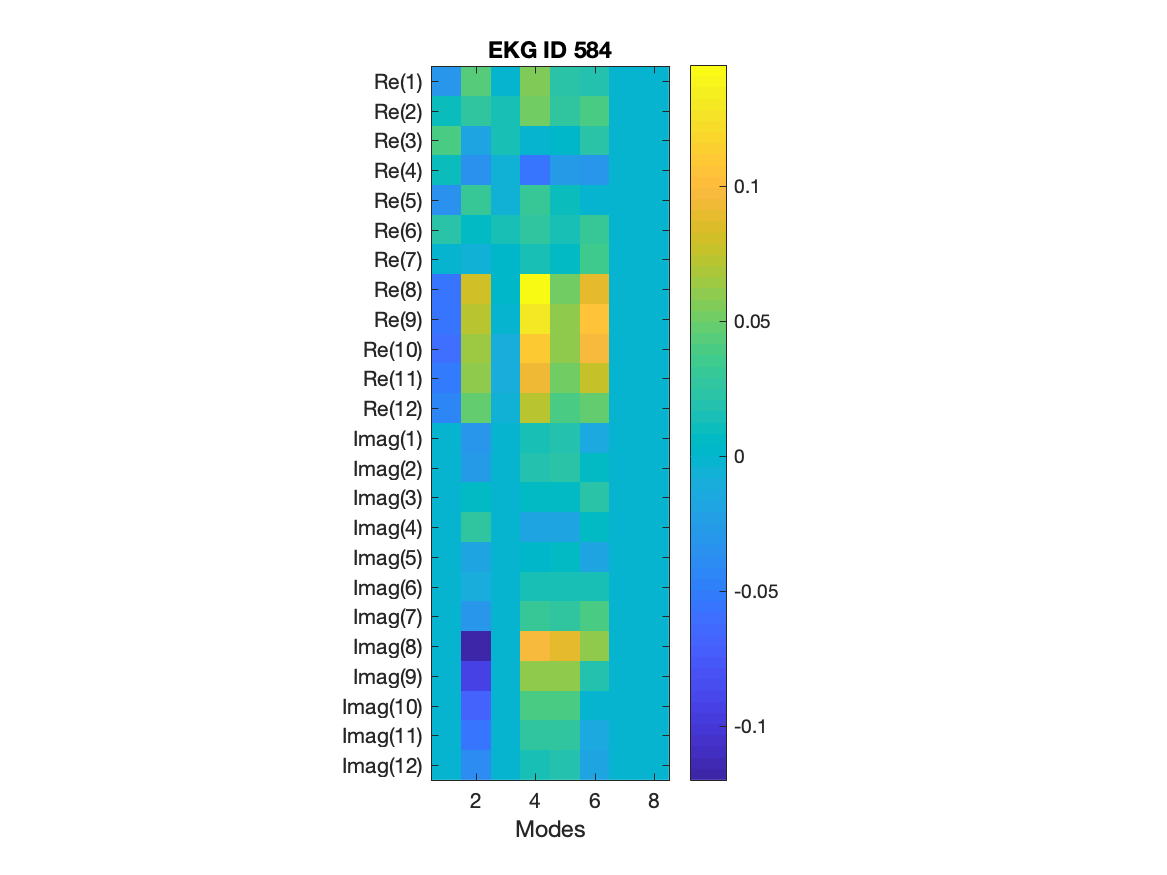 EKG ID 584
Re(1)
Re(2)
Re(3)
Re(4)
Re(5)
Re(6)
Re(7)
Re(8)
Re(9)
Re(10)
Re(11)
Re(12)
Imag(1)
Imag(2)
Imag(3)
Imag(4)
Imag(5)
Imag(6)
Imag(7)
Imag(8)
Imag(9)
Imag(10)
Imag(11)
Imag(12)
2 4 6 8
Modes
0.1
0.05
0
-0.05
-0.1